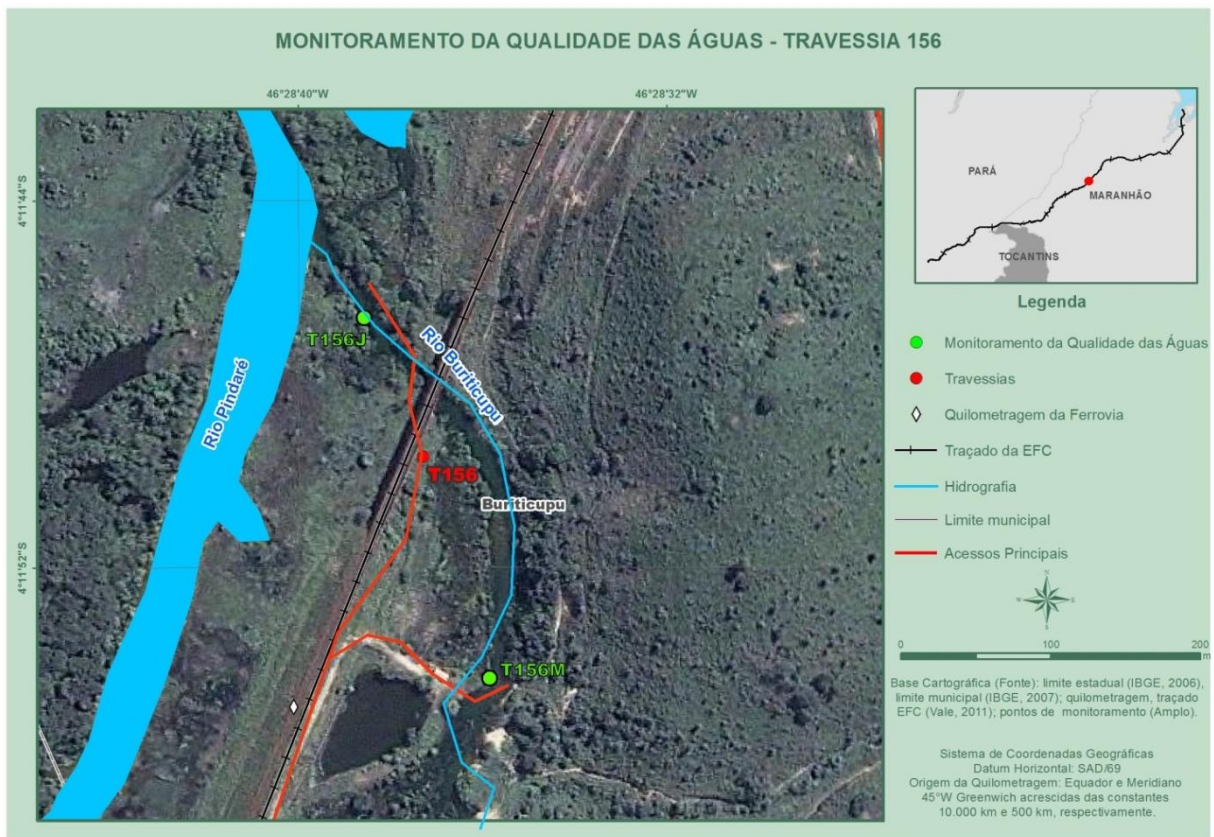 MONITORAMENTO DA QUALIDADE DAS ÁGUAS - TRAVESSIA 156
46°28'40"W
46°28'32"W
4°11'44"S
4°11'52"S
Rio Pindaré
T156J
Rio Buriticupu
T156
Buriticupu
T156M
PARÁ
MARANHÃO
TOCANTINS
Legenda
Monitoramento da Qualidade das Águas
Travessias
Quilometragem da Ferrovia
Traçado da EFC
Hidrografia
Limite municipal
Acessos Principais
N
E
S
W
0 100 200
m
Base Cartográfica (Fonte): limite estadual (IBGE, 2006),
limite municipal (IBGE, 2007); quilometragem, traçado
EFC (Vale, 2011); pontos de monitoramento (Amplo).
Sistema de Coordenadas Geográficas
Datum Horizontal: SAD/69
Origem da Quilometragem: Equador e Meridiano
45°W Greenwich acrescidas das constantes
10.000 km e 500 km, respectivamente.